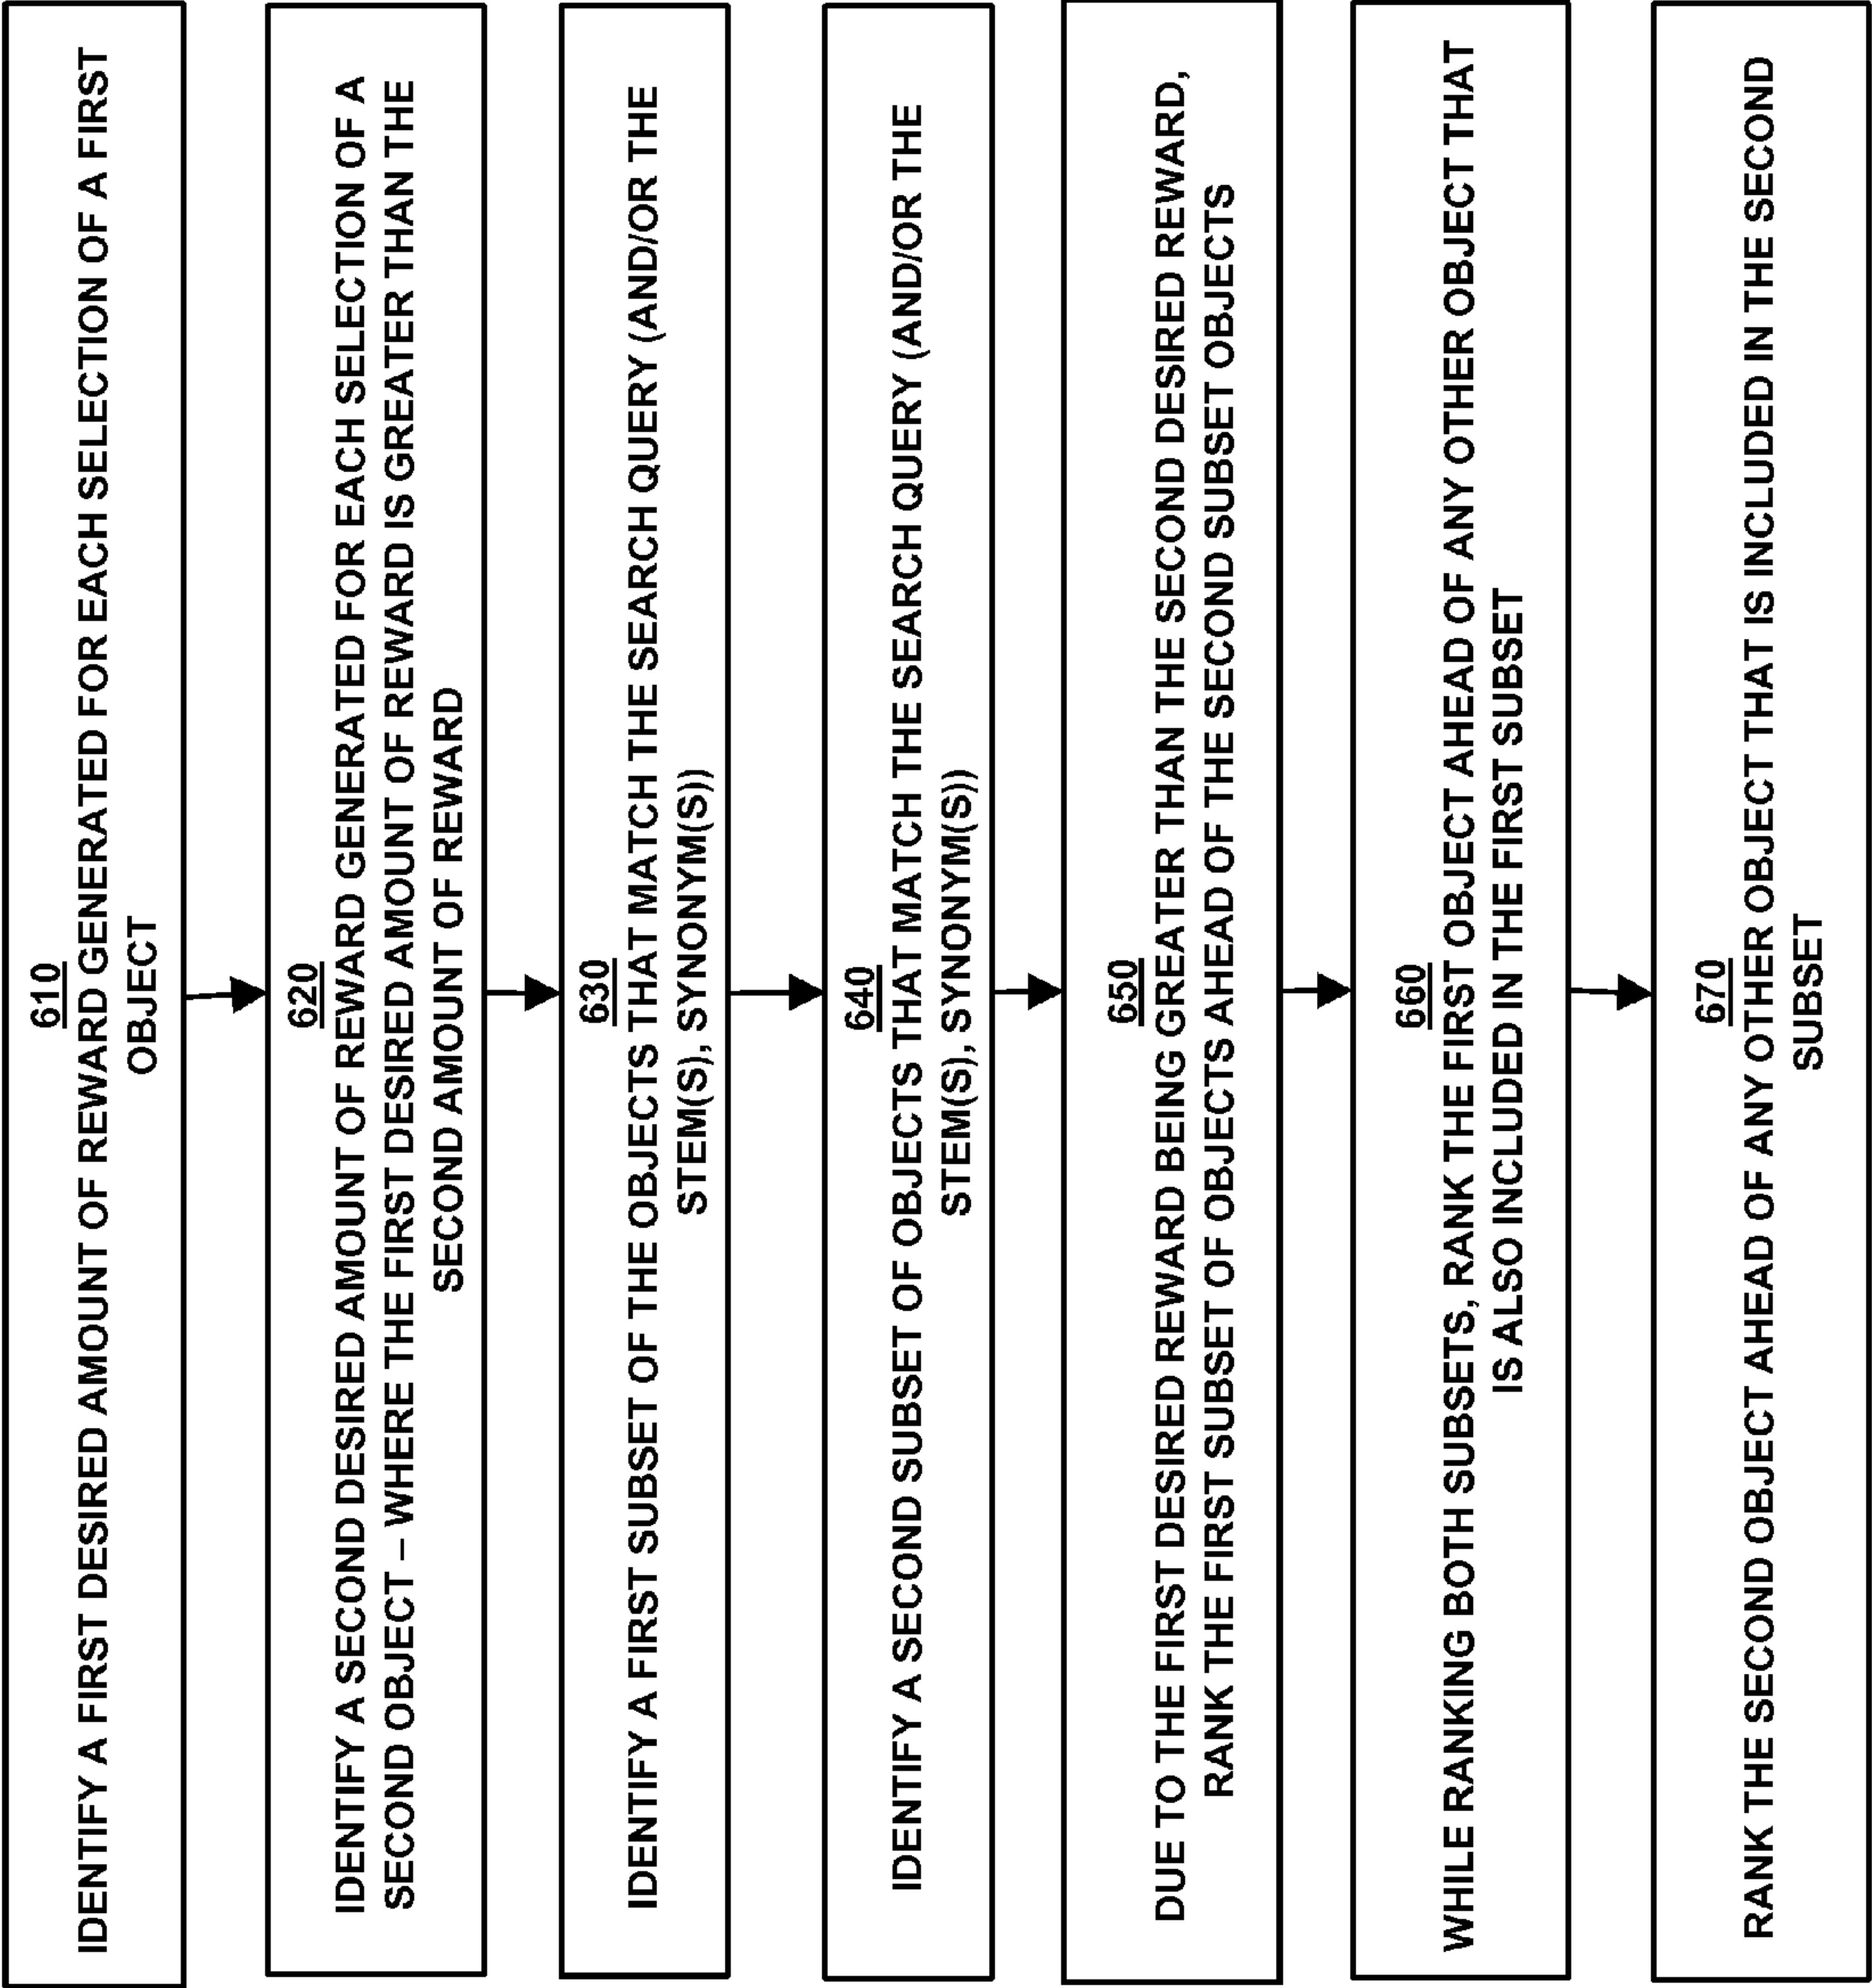 610
IDENTIFY A FIRST DESIRED AMOUNT OF REWARD GENERATED FOR EACH SELECTION OF A FIRST
OBJECT
620
IDENTIFY A SECOND DESIRED AMOUNT OF REWARD GENERATED FOR EACH SELECTION OF A
SECOND OBJECT – WHERE THE FIRST DESIRED AMOUNT OF REWARD IS GREATER THAN THE
SECOND AMOUNT OF REWARD
630
IDENTIFY A FIRST SUBSET OF THE OBJECTS THAT MATCH THE SEARCH QUERY (AND/OR THE
STEM(S), SYNONYM(S))
640
IDENTIFY A SECOND SUBSET OF OBJECTS THAT MATCH THE SEARCH QUERY (AND/OR THE
STEM(S), SYNONYM(S))
650
DUE TO THE FIRST DESIRED REWARD BEING GREATER THAN THE SECOND DESIRED REWARD,
RANK THE FIRST SUBSET OF OBJECTS AHEAD OF THE SECOND SUBSET OBJECTS
660
WHILE RANKING BOTH SUBSETS, RANK THE FIRST OBJECT AHEAD OF ANY OTHER OBJECT THAT
IS ALSO INCLUDED IN THE FIRST SUBSET
670
RANK THE SECOND OBJECT AHEAD OF ANY OTHER OBJECT THAT IS INCLUDED IN THE SECOND
SUBSET